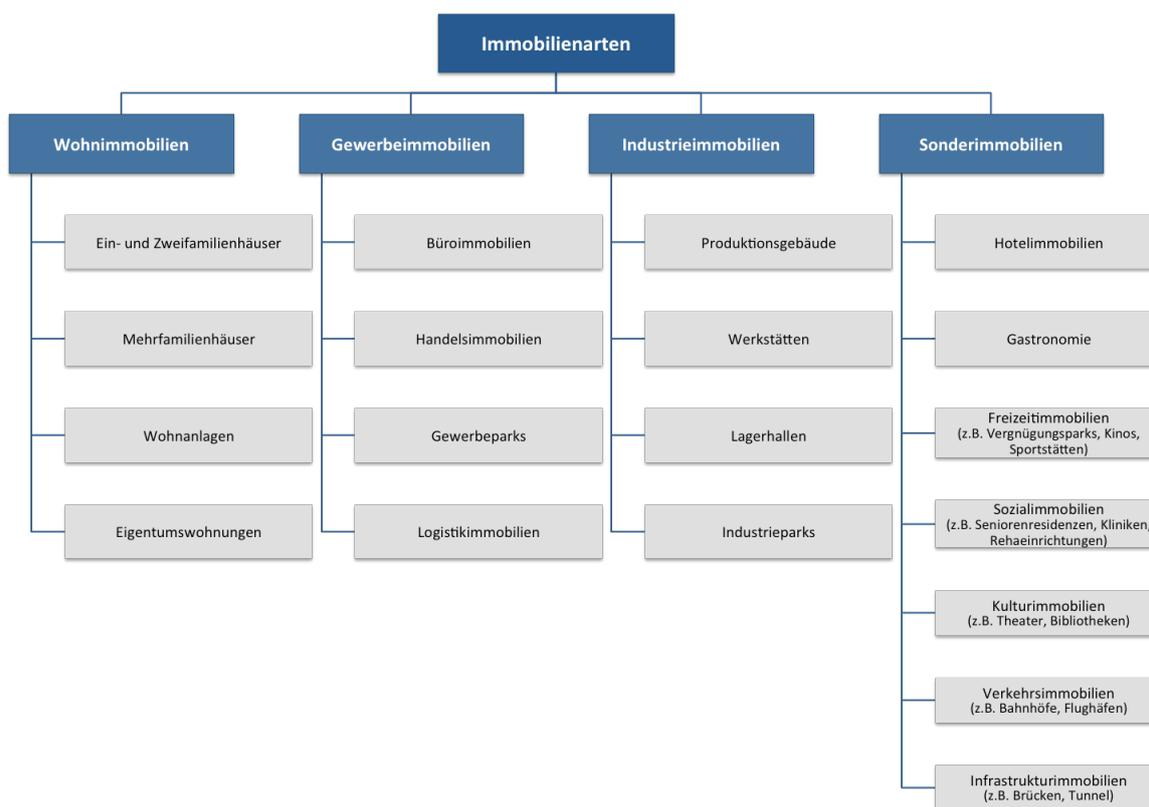 Immobilienarten
Wohnimmobilien
Ein- und Zweifamilienhäuser
Mehrfamilienhäuser
Wohnanlagen
Eigentumswohnungen
Gewerbeimmobilien
Büroimmobilien
Handelsimmobilien
Gewerbeparks
Logistikimmobilien
Industrieimmobilien
Produktionsgebäude
Werkstätten
Lagerhallen
Industrieparks
Sonderimmobilien
Hotelimmobilien
Gastronomie
Freizeitimmobilien
(z.B. Vergnügungsparks, Kinos,
Sportstätten)
Sozialimmobilien
(z.B. Seniorenresidenzen, Kliniken,
Rehaeinrichtungen)
Kulturimmobilien
(z.B. Theater, Bibliotheken)
Verkehrsimmobilien
(z.B. Bahnhöfe, Flughäfen)
Infrastrukturimmobilien
(z.B. Brücken, Tunnel)